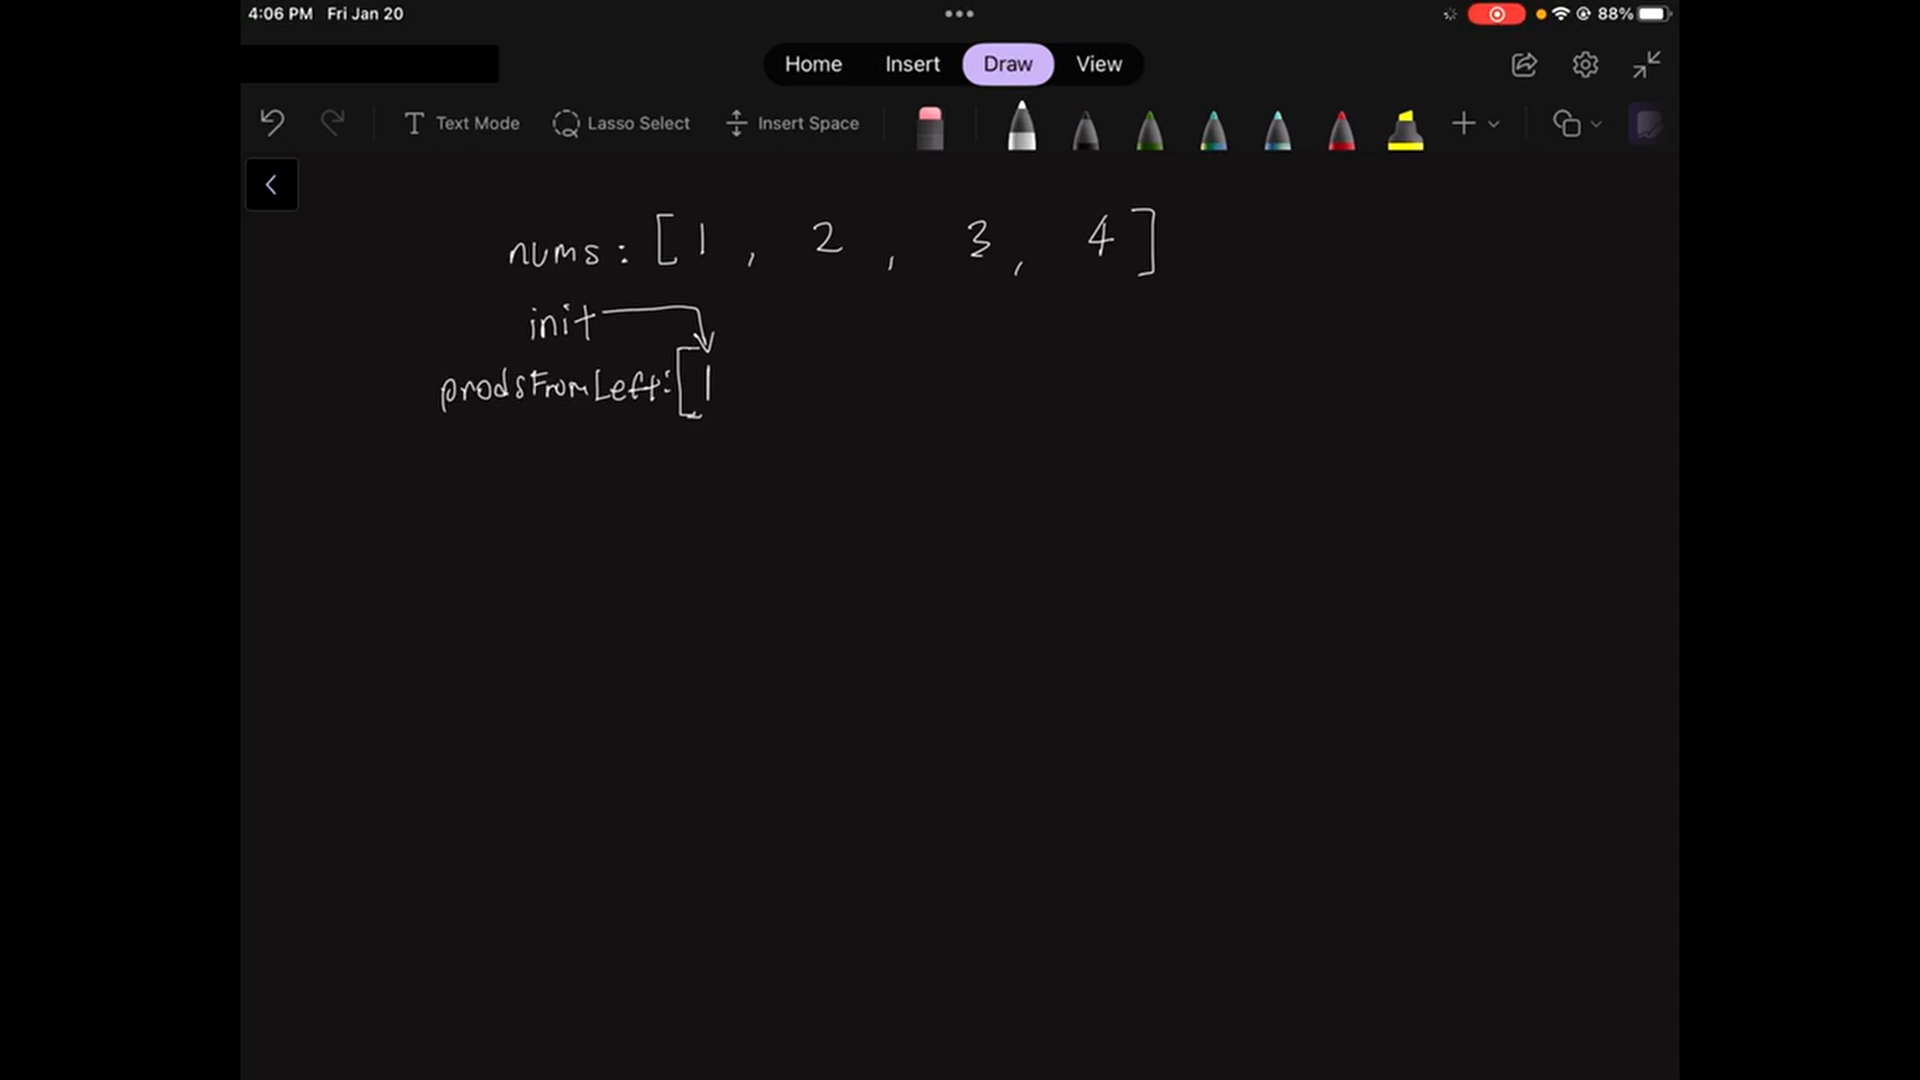 4:06 PM Fri Jan 20
88%
Home Insert Draw View
Text Mode Lasso Select Insert Space
nums: [1, 2, 3, 4]
init
prodsFromLeft: [1